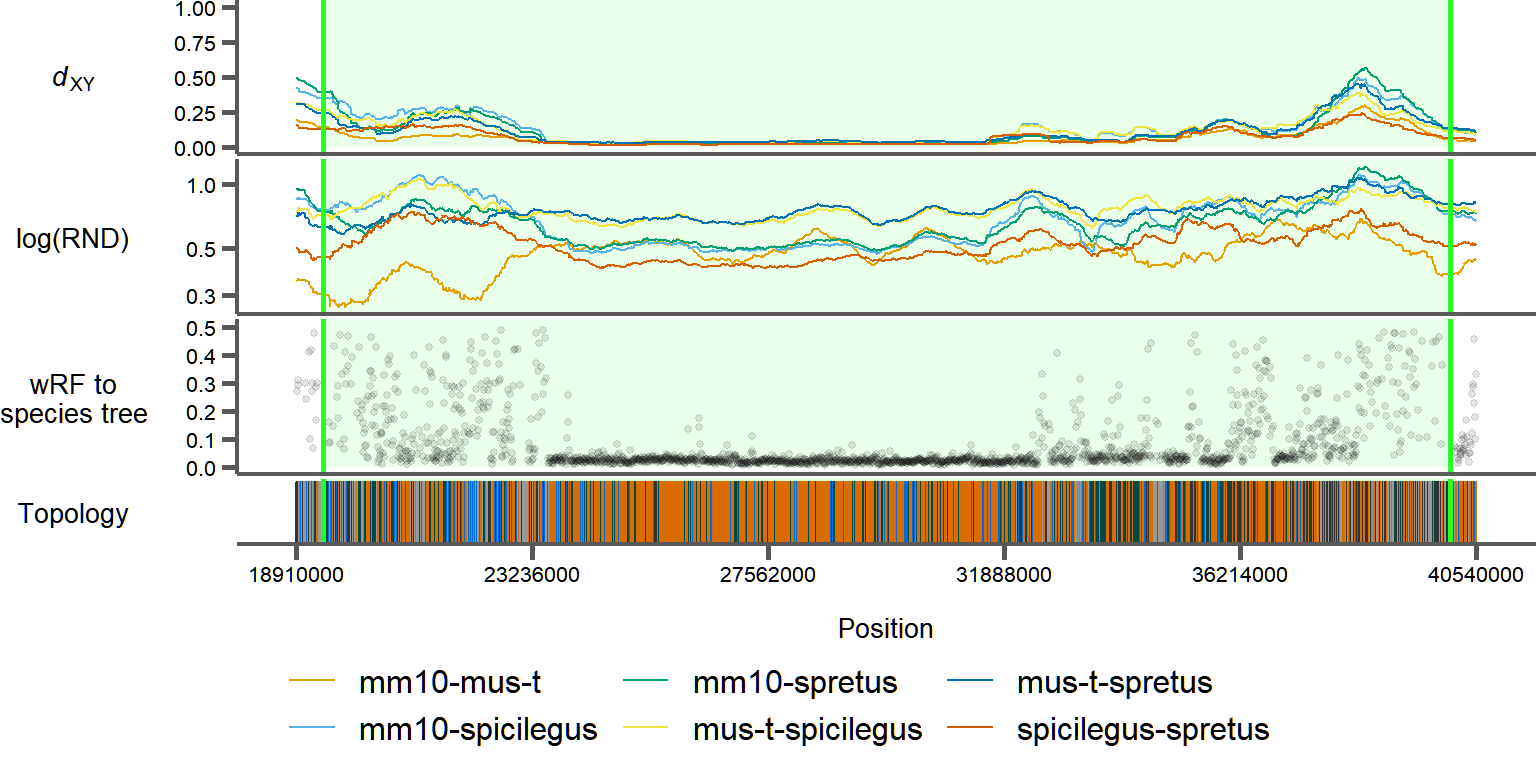 1.00
0.75
0.50
0.25
0.00
dXY
1.0
0.5
0.3
log(RND)
0.5
0.4
0.3
0.2
0.1
0.0
wRF to
species tree
Topology
18910000 23236000 27562000 31888000 36214000 40540000
Position
mm10-mus-t mm10-spretus mus-t-spretus
mm10-spicilegus mus-t-spicilegus spicilegus-spretus